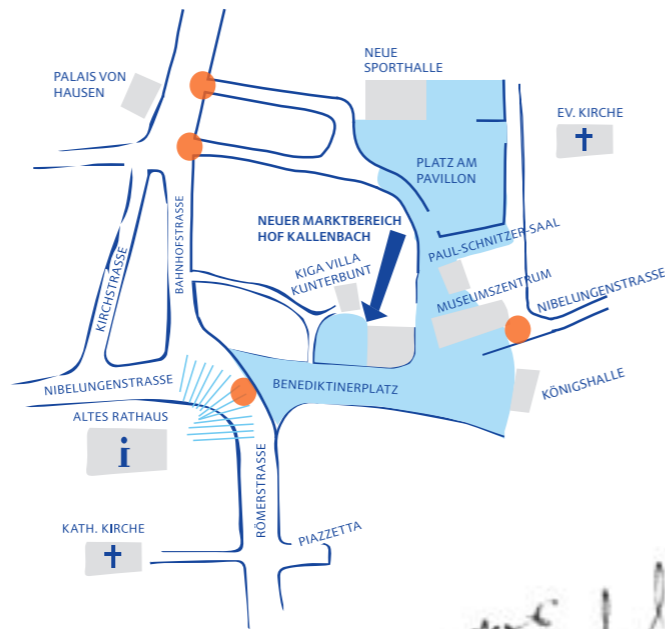 NEUE
SPORTHALLE
PALAIS VON
HAUSEN
EV. KIRCHE
PLATZ AM
PAVILLON
NEUER MARKTBEREICH
HOF KALLENBACH
PAUL-SCHNITZER-SAAL
KIGA VILLA
KUNTERBUNT
MUSEUMSZENTRUM
NIBELUNGENSTRASSE
KIRCHSTRASSE
BAHNHOFSTRASSE
NIBELUNGENSTRASSE
BENEDIKTINERPLATZ
KÖNIGSHALLE
ALTES RATHAUS
i
RÖMERSTRASSE
KATH. KIRCHE
PIAZZETTA